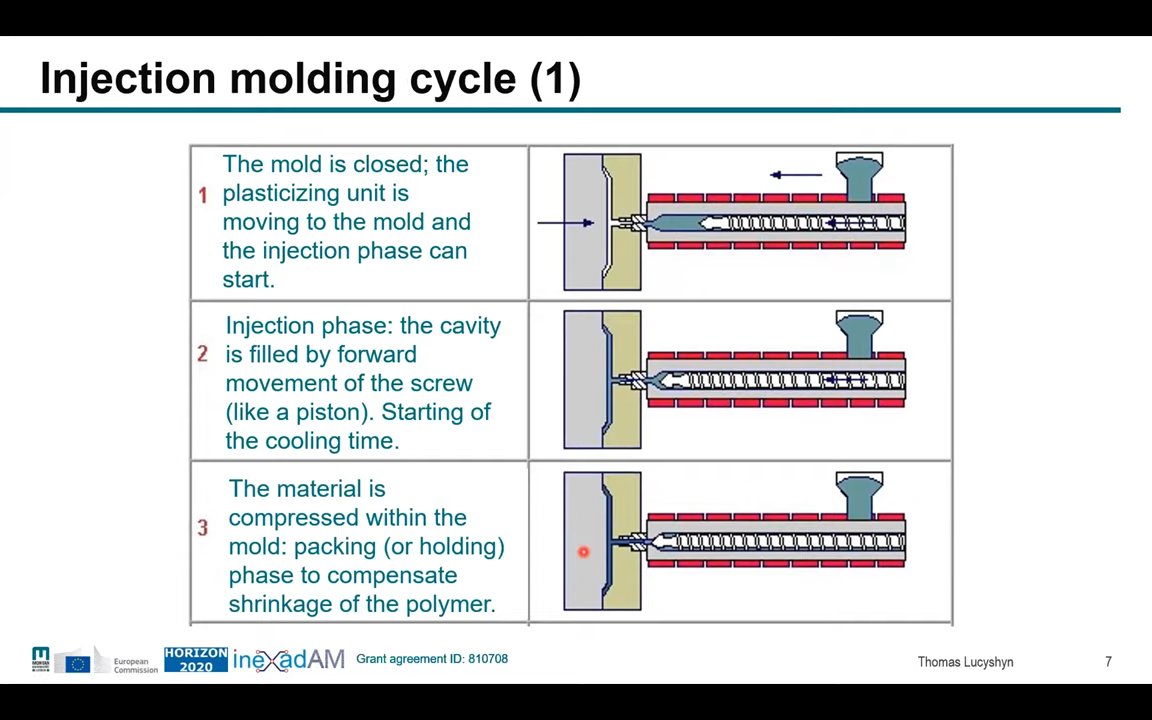 Injection molding cycle (1)
1
The mold is closed; the
plasticizing unit is
moving to the mold and
the injection phase can
start.
2
Injection phase: the cavity
is filled by forward
movement of the screw
(like a piston). Starting of
the cooling time.
3
The material is
compressed within the
mold: packing (or holding)
phase to compensate
shrinkage of the polymer.
European
Commission
HORIZON
2020
inexadAM
Grant agreement ID: 810708
Thomas Lucyshyn
7